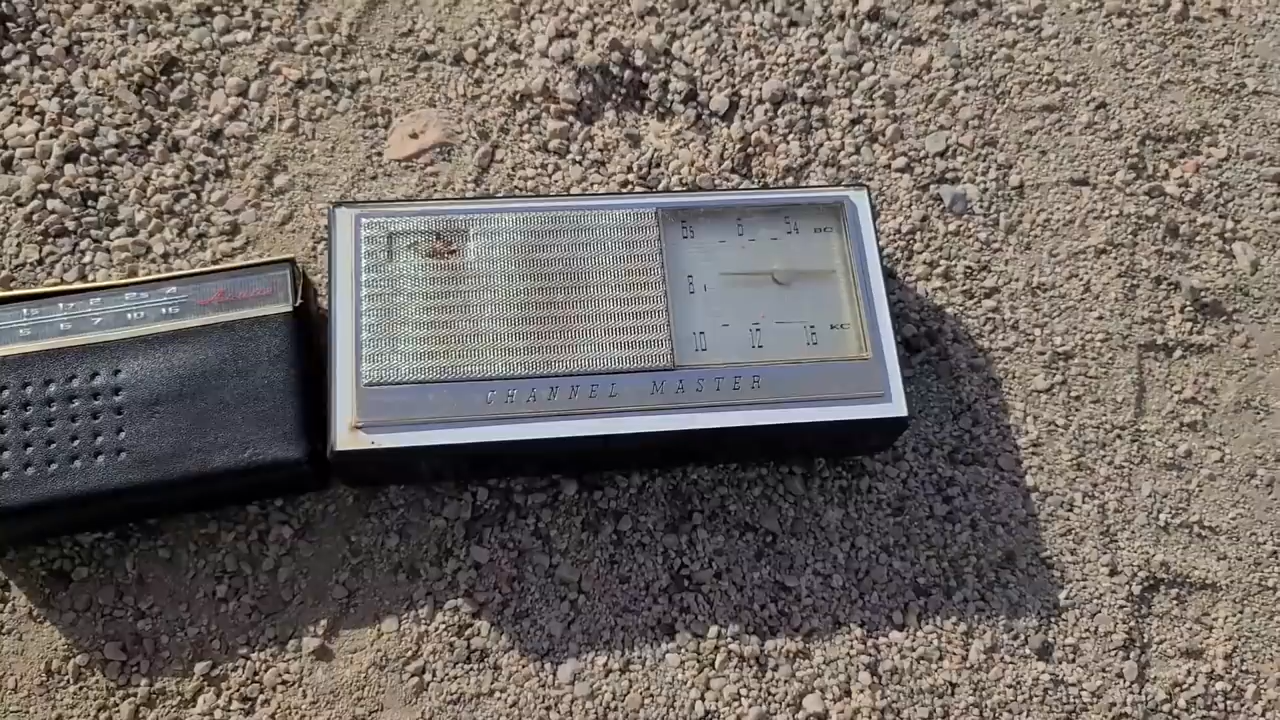 65 6 54 BC
8
10 12 16 KC
CHANNEL MASTER
5 6 7 10 16